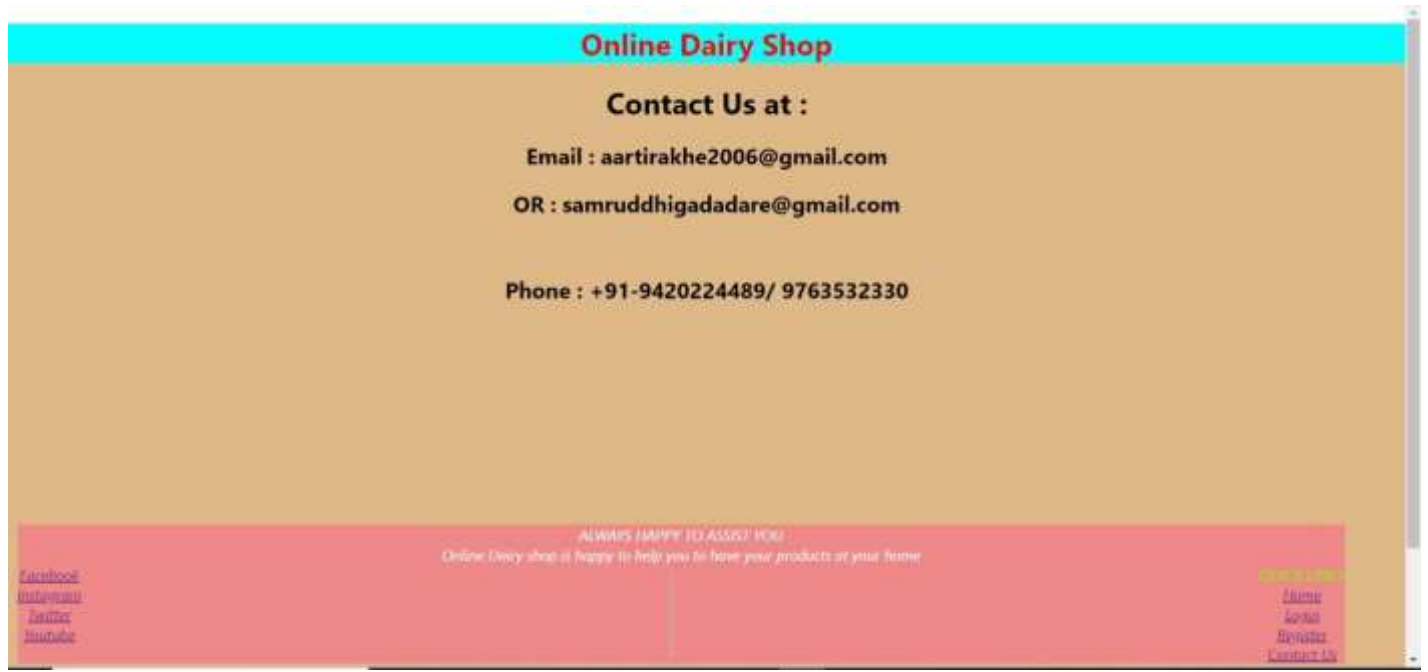 Online Dairy Shop
Contact Us at :
Email : aartirakhe2006@gmail.com
OR : samruddhigadadare@gmail.com
Phone : +91-9420224489/ 9763532330
ALWAYS HAPPY TO ASSIST YOU
Online Dairy shop is happy to help you to have your products at your home
Facebook
Instagram
Twitter
Youtube
Home
Register
Contact Us